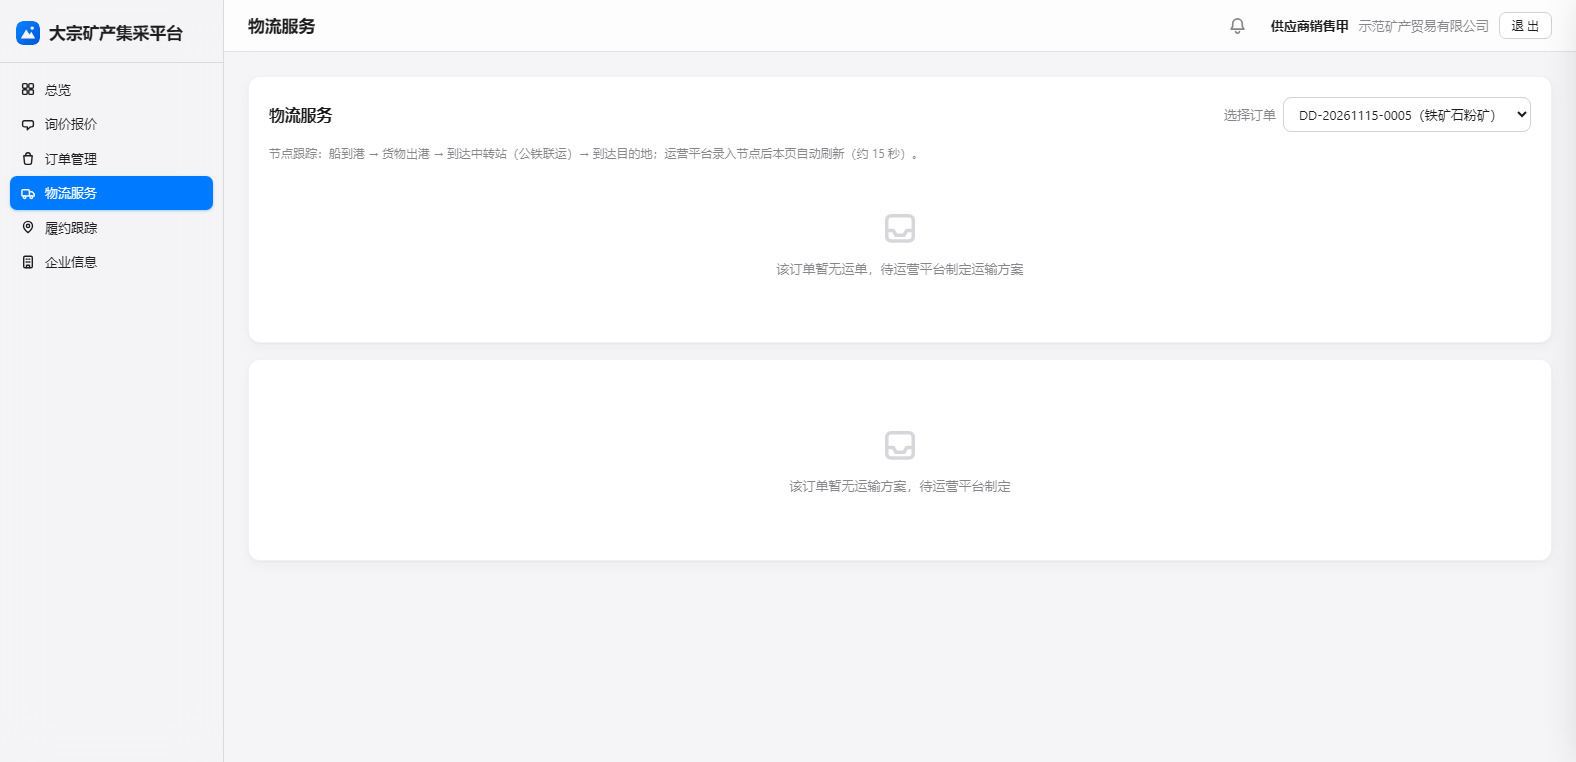 大宗矿产集采平台
总览
询价报价
订单管理
物流服务
履约跟踪
企业信息
物流服务
供应商销售甲 示范矿产贸易有限公司 退 出
物流服务
选择订单 DD-20261115-0005（铁矿石粉矿）
节点跟踪：船到港 → 货物出港 → 到达中转站（公铁联运）→ 到达目的地；运营平台录入节点后本页自动刷新（约 15 秒）。
该订单暂无运单，待运营平台制定运输方案
该订单暂无运输方案，待运营平台制定